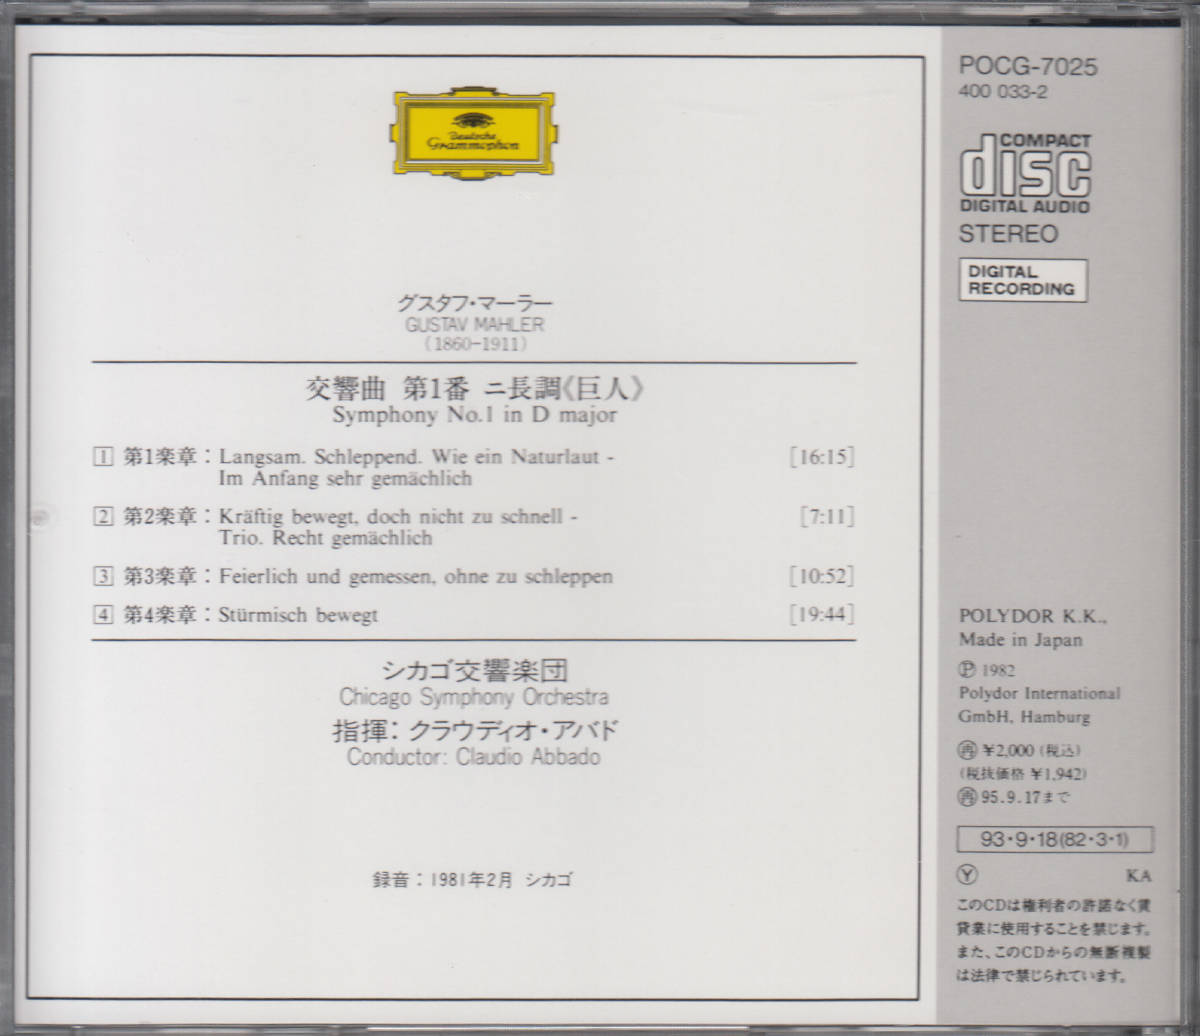 Deutsche
Grammophon
グスタフ・マーラー
GUSTAV MAHLER
(1860-1911)
交響曲 第1番 ニ長調《巨人》
Symphony No.1 in D major
1 第1楽章：Langsam. Schleppend. Wie ein Naturlaut - [16:15]
Im Anfang sehr gemächlich
2 第2楽章：Kräftig bewegt, doch nicht zu schnell - [7:11]
Trio. Recht gemächlich
3 第3楽章：Feierlich und gemessen, ohne zu schleppen [10:52]
4 第4楽章：Stürmisch bewegt [19:44]
シカゴ交響楽団
Chicago Symphony Orchestra
指揮：クラウディオ・アバド
Conductor: Claudio Abbado
録音：1981年2月 シカゴ
POCG-7025
400 033-2
COMPACT
disc
DIGITAL AUDIO
STEREO
DIGITAL
RECORDING
POLYDOR K.K.,
Made in Japan
Ⓟ 1982
Polydor International
GmbH, Hamburg
㊢ ¥2,000 (税込)
(税抜価格 ¥1,942)
再 95.9.17まで
93・9・18(82・3・1)
Ⓨ KA
このCDは権利者の許諾なく賃
貸業に使用することを禁じます。
また、このCDからの無断複製
は法律で禁じられています。